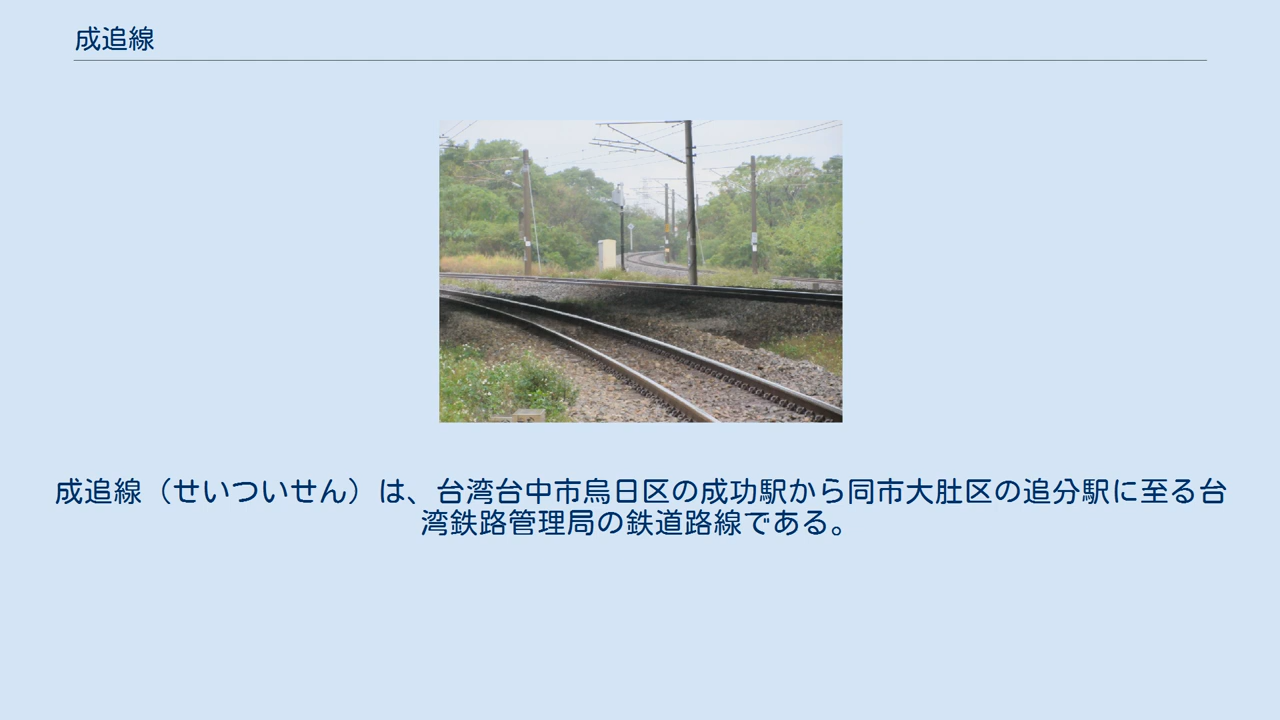 成追線
成追線（せいついせん）は、台湾台中市烏日区の成功駅から同市大肚区の追分駅に至る台
湾鉄路管理局の鉄道路線である。